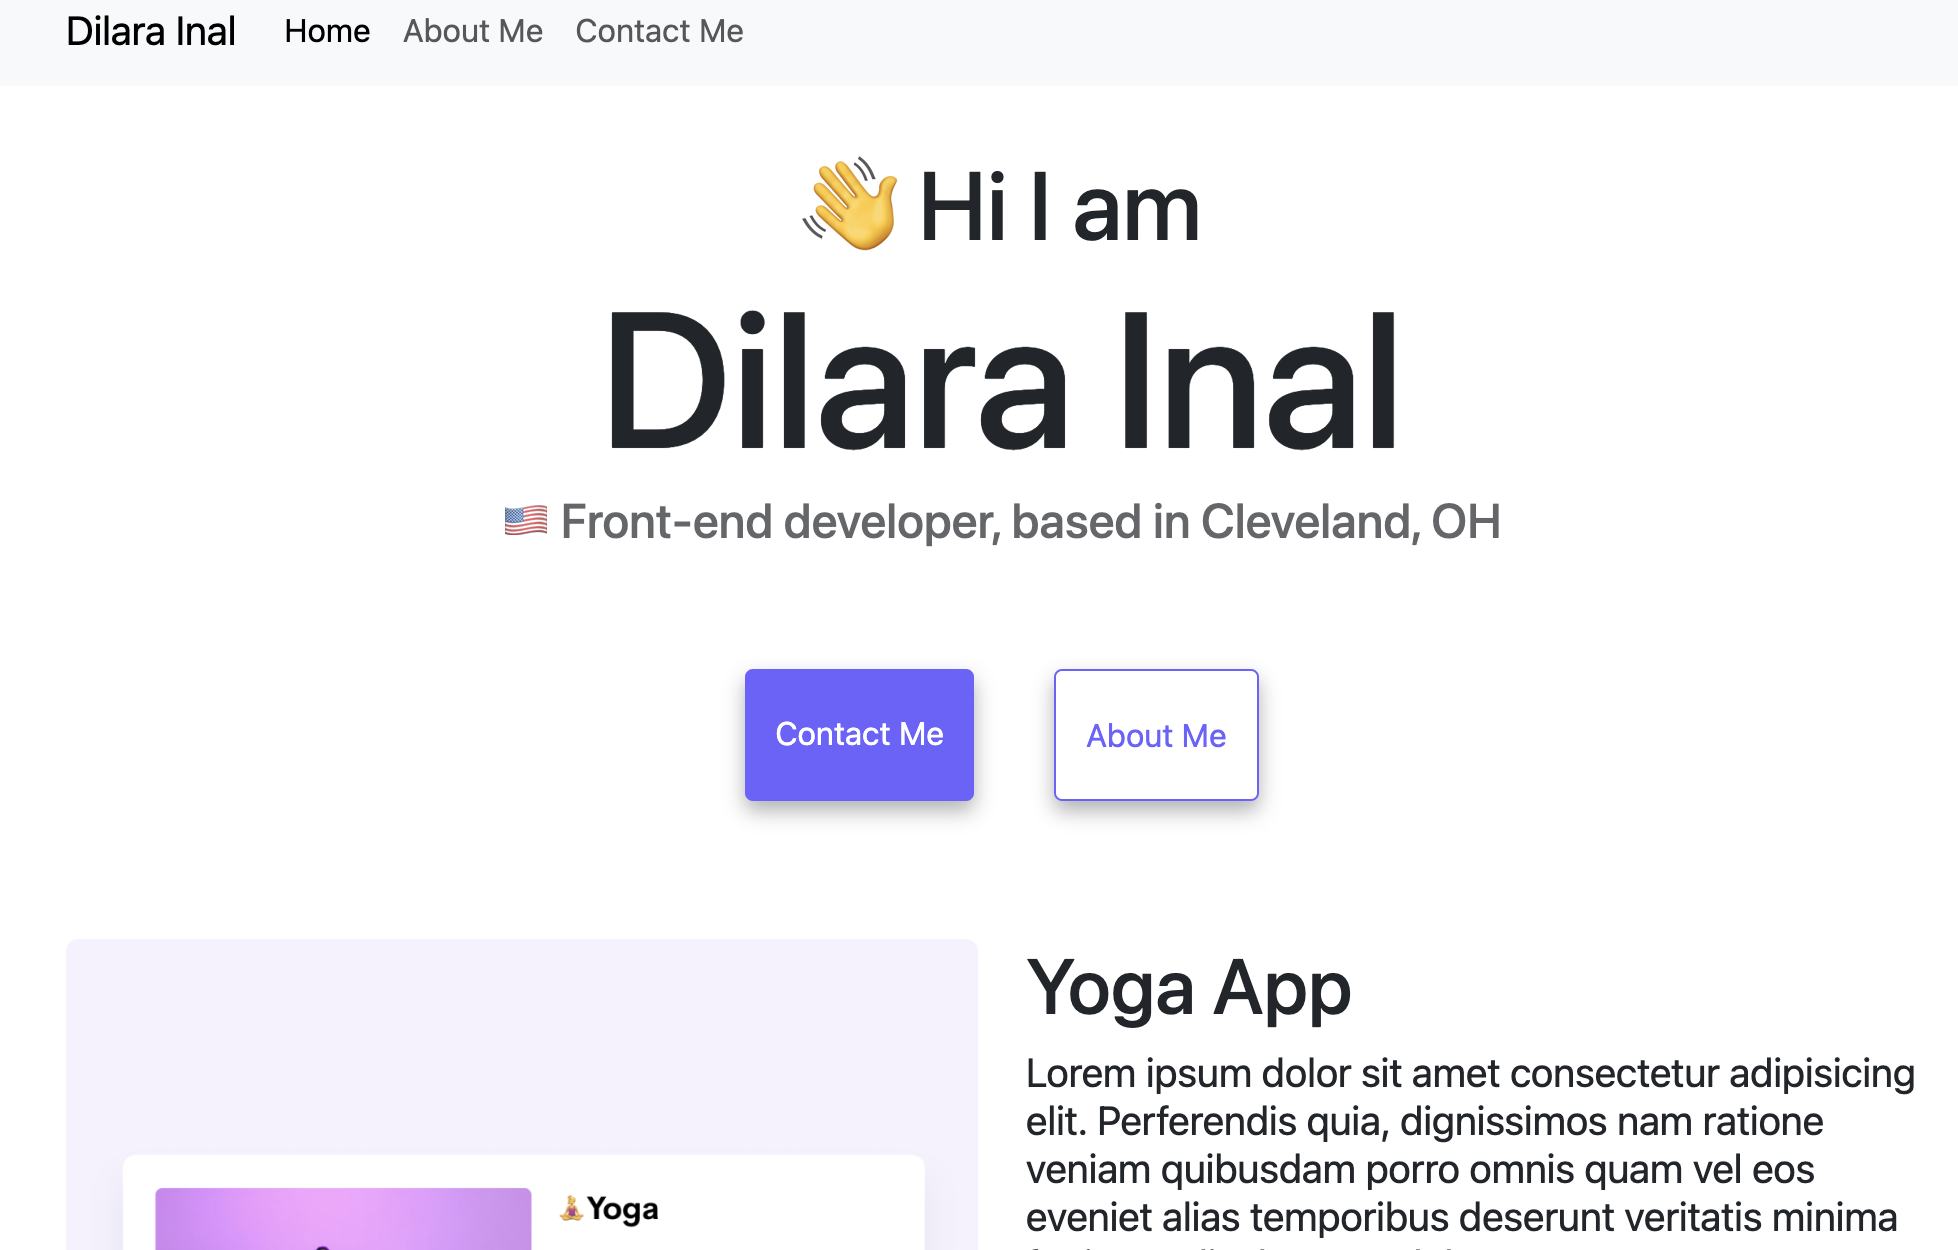 Dilara Inal Home About Me Contact Me
👋 Hi I am
Dilara Inal
🇺🇸 Front-end developer, based in Cleveland, OH
Contact Me
About Me
Yoga App
Lorem ipsum dolor sit amet consectetur adipisicing
elit. Perferendis quia, dignissimos nam ratione
veniam quibusdam porro omnis quam vel eos
eveniet alias temporibus deserunt veritatis minima
🧘Yoga